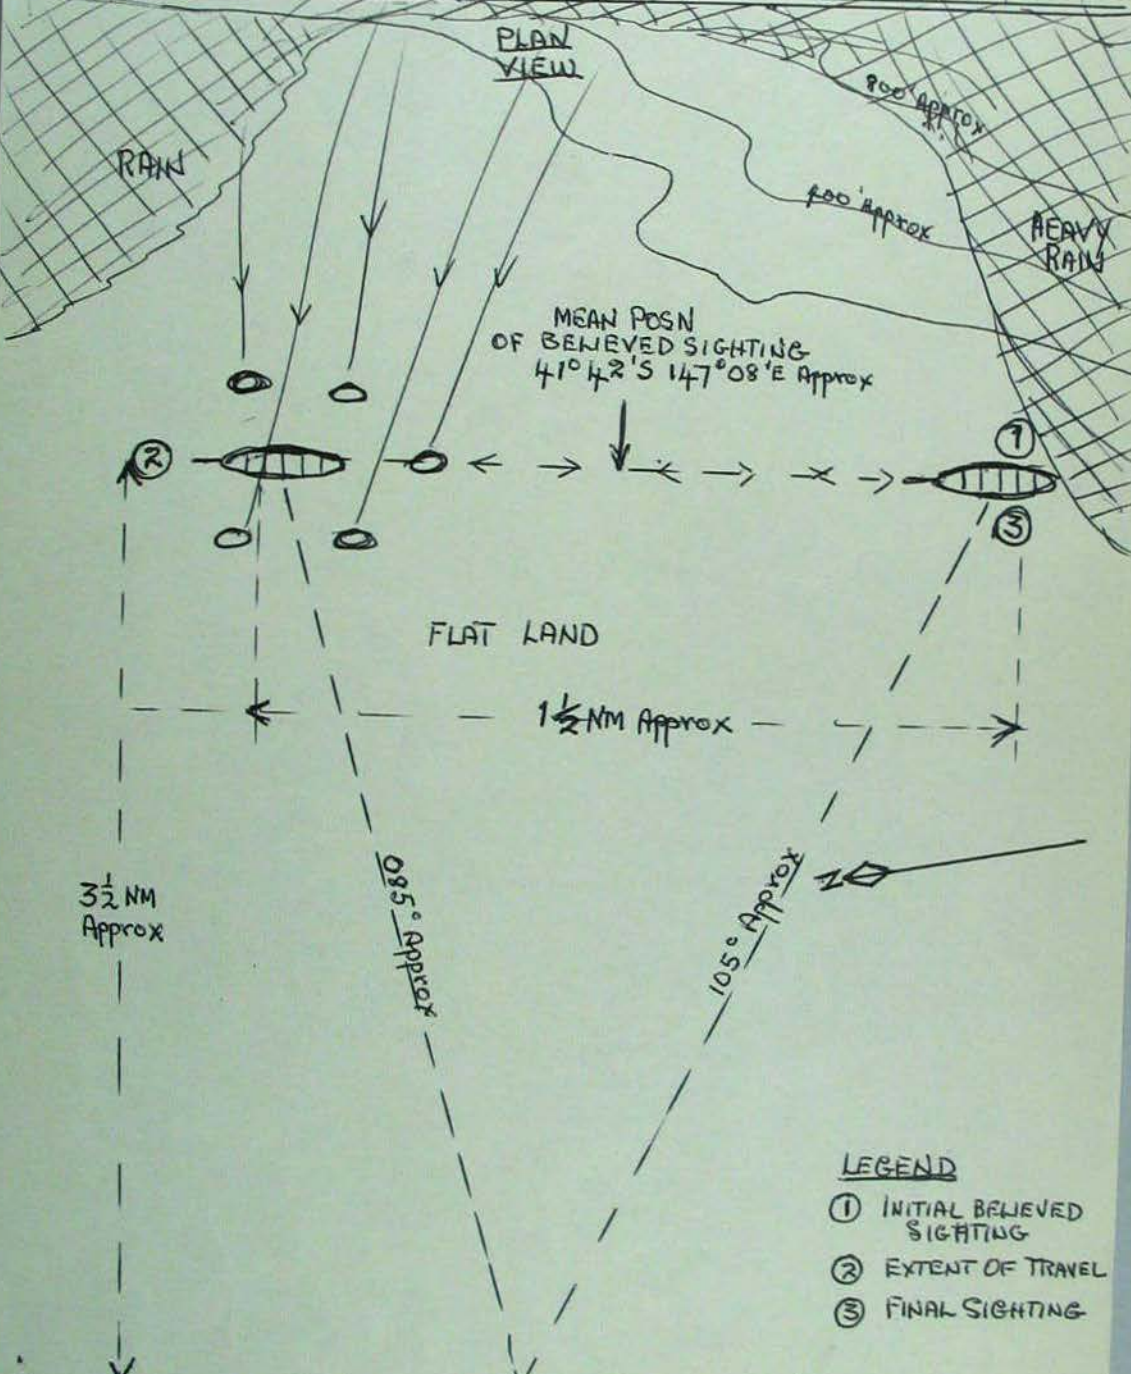 PLAN
VIEW
800' Approx
RAIN
400' Approx
HEAVY
RAIN
MEAN POSN
OF BELIEVED SIGHTING
41° 42'S 147° 08'E Approx
1
2
3
FLAT LAND
1½ NM Approx
3½ NM
Approx
085° Approx
105° Approx
N
LEGEND
1 INITIAL BELIEVED
SIGHTING
2 EXTENT OF TRAVEL
3 FINAL SIGHTING